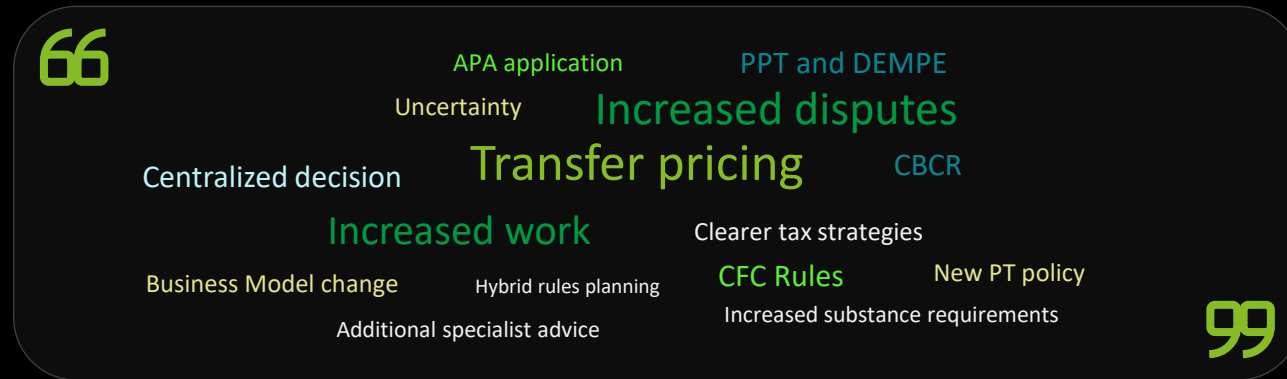 APA application PPT and DEMPE
Uncertainty Increased disputes
Centralized decision Transfer pricing CBCR
Increased work Clearer tax strategies
Business Model change Hybrid rules planning CFC Rules New PT policy
Additional specialist advice Increased substance requirements